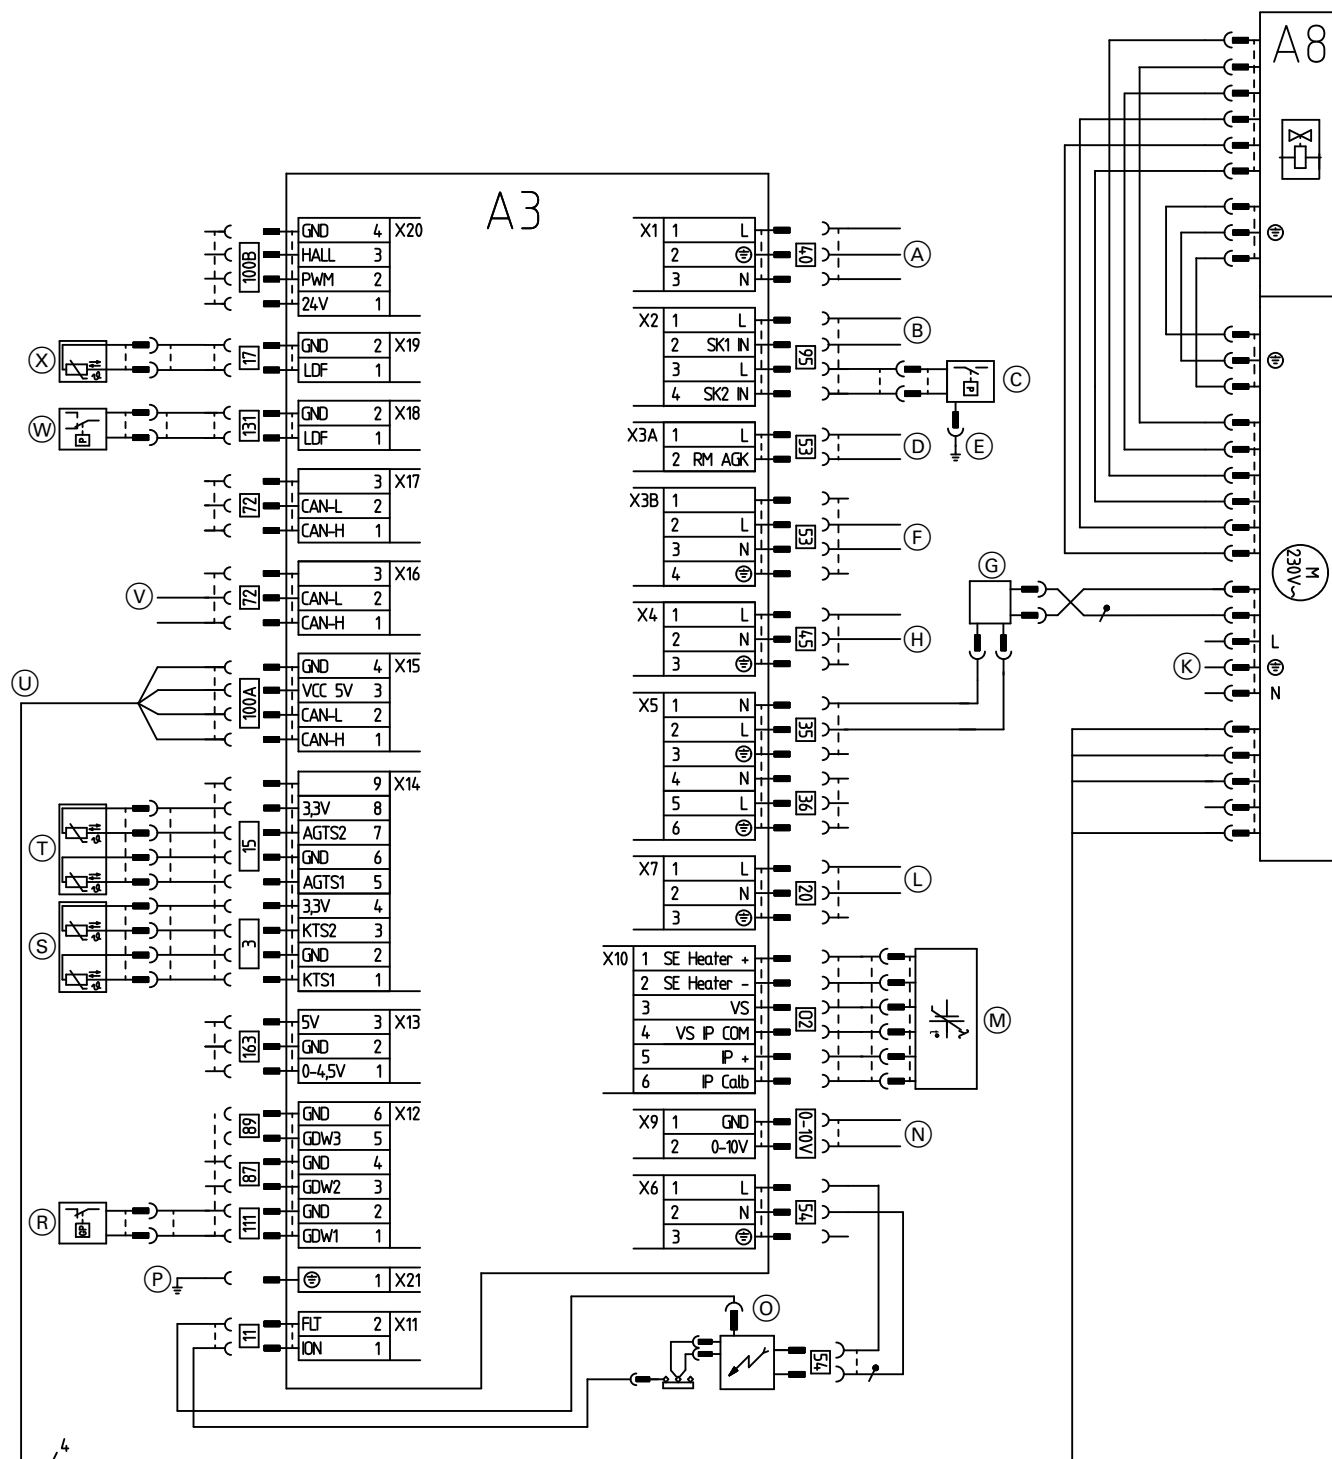 A3
A8
GND 4 X20
HALL 3
PWM 2
24V 1
100B
X
GND 2 X19
LDF 1
17
W
GND 2 X18
LDF 1
131
P
3 X17
CAN-L 2
CAN-H 1
72
V
3 X16
CAN-L 2
CAN-H 1
72
U
GND 4 X15
VCC 5V 3
CAN-L 2
CAN-H 1
100A
9 X14
3,3V 8
AGTS2 7
GND 6
AGTS1 5
3,3V 4
KTS2 3
GND 2
KTS1 1
T
15
S
3
5V 3 X13
GND 2
0-4,5V 1
163
GND 6 X12
GDW3 5
GND 4
GDW2 3
GND 2
GDW1 1
89
87
111
R
GP
P
1 X21
FLT 2 X11
ION 1
11
4
X1 1 L
2
3 N
40
A
X2 1 L
2 SK1 IN
3 L
4 SK2 IN
95
B
C
P
E
X3A 1 L
2 RM AGK
53
D
X3B 1
2 L
3 N
4
53
F
G
X4 1 L
2 N
3
45
H
X5 1 N
2 L
3
4 N
5 L
6
35
36
X7 1 L
2 N
3
20
L
X10 1 SE Heater +
2 SE Heater -
3 VS
4 VS IP COM
5 IP +
6 IP Calb
02
M
X9 1 GND
2 0-10V
0-10V
N
X6 1 L
2 N
3
54
O
54
M
230V~
K
L
N